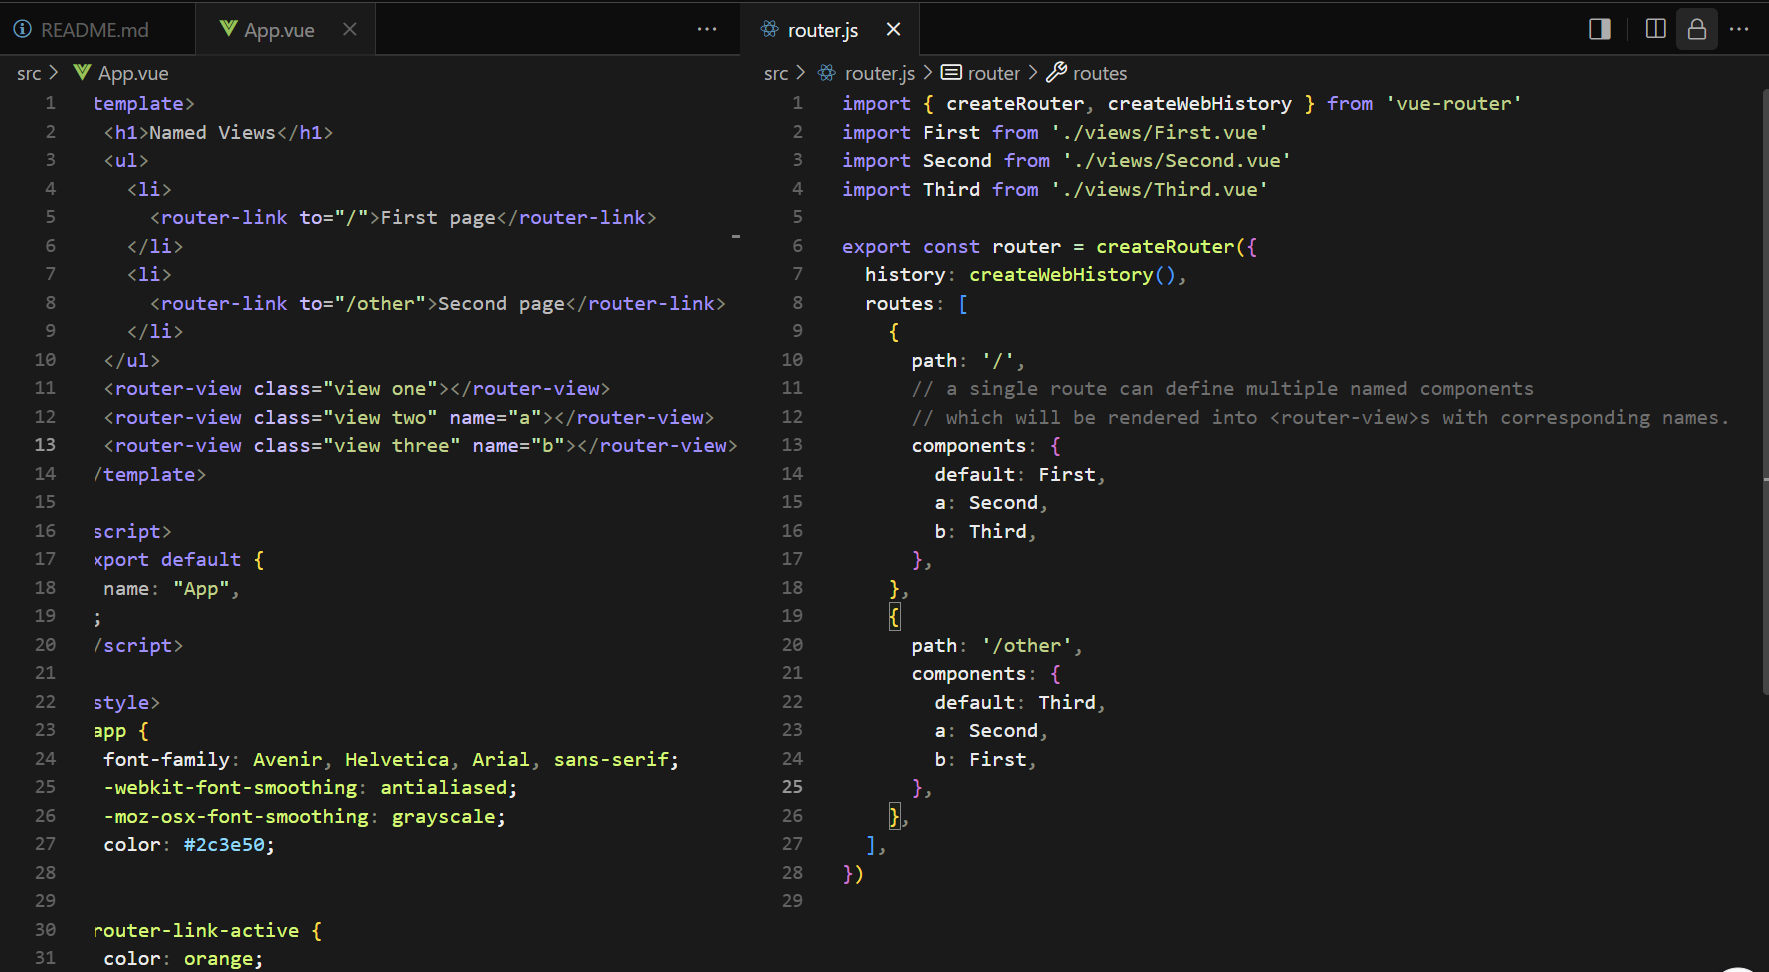 README.md
App.vue
src > App.vue
1 template>
2 <h1>Named Views</h1>
3 <ul>
4 <li>
5 <router-link to="/">First page</router-link>
6 </li>
7 <li>
8 <router-link to="/other">Second page</router-link>
9 </li>
10 </ul>
11 <router-view class="view one"></router-view>
12 <router-view class="view two" name="a"></router-view>
13 <router-view class="view three" name="b"></router-view>
14 /template>
15
16 script>
17 xport default {
18 name: "App",
19 ;
20 /script>
21
22 style>
23 app {
24 font-family: Avenir, Helvetica, Arial, sans-serif;
25 -webkit-font-smoothing: antialiased;
26 -moz-osx-font-smoothing: grayscale;
27 color: #2c3e50;
28
29
30 router-link-active {
31 color: orange;
router.js
src > router.js > router > routes
1 import { createRouter, createWebHistory } from 'vue-router'
2 import First from './views/First.vue'
3 import Second from './views/Second.vue'
4 import Third from './views/Third.vue'
5
6 export const router = createRouter({
7 history: createWebHistory(),
8 routes: [
9 {
10 path: '/',
11 // a single route can define multiple named components
12 // which will be rendered into <router-view>s with corresponding names.
13 components: {
14 default: First,
15 a: Second,
16 b: Third,
17 },
18 },
19 {
20 path: '/other',
21 components: {
22 default: Third,
23 a: Second,
24 b: First,
25 },
26 },
27 ],
28 })
29